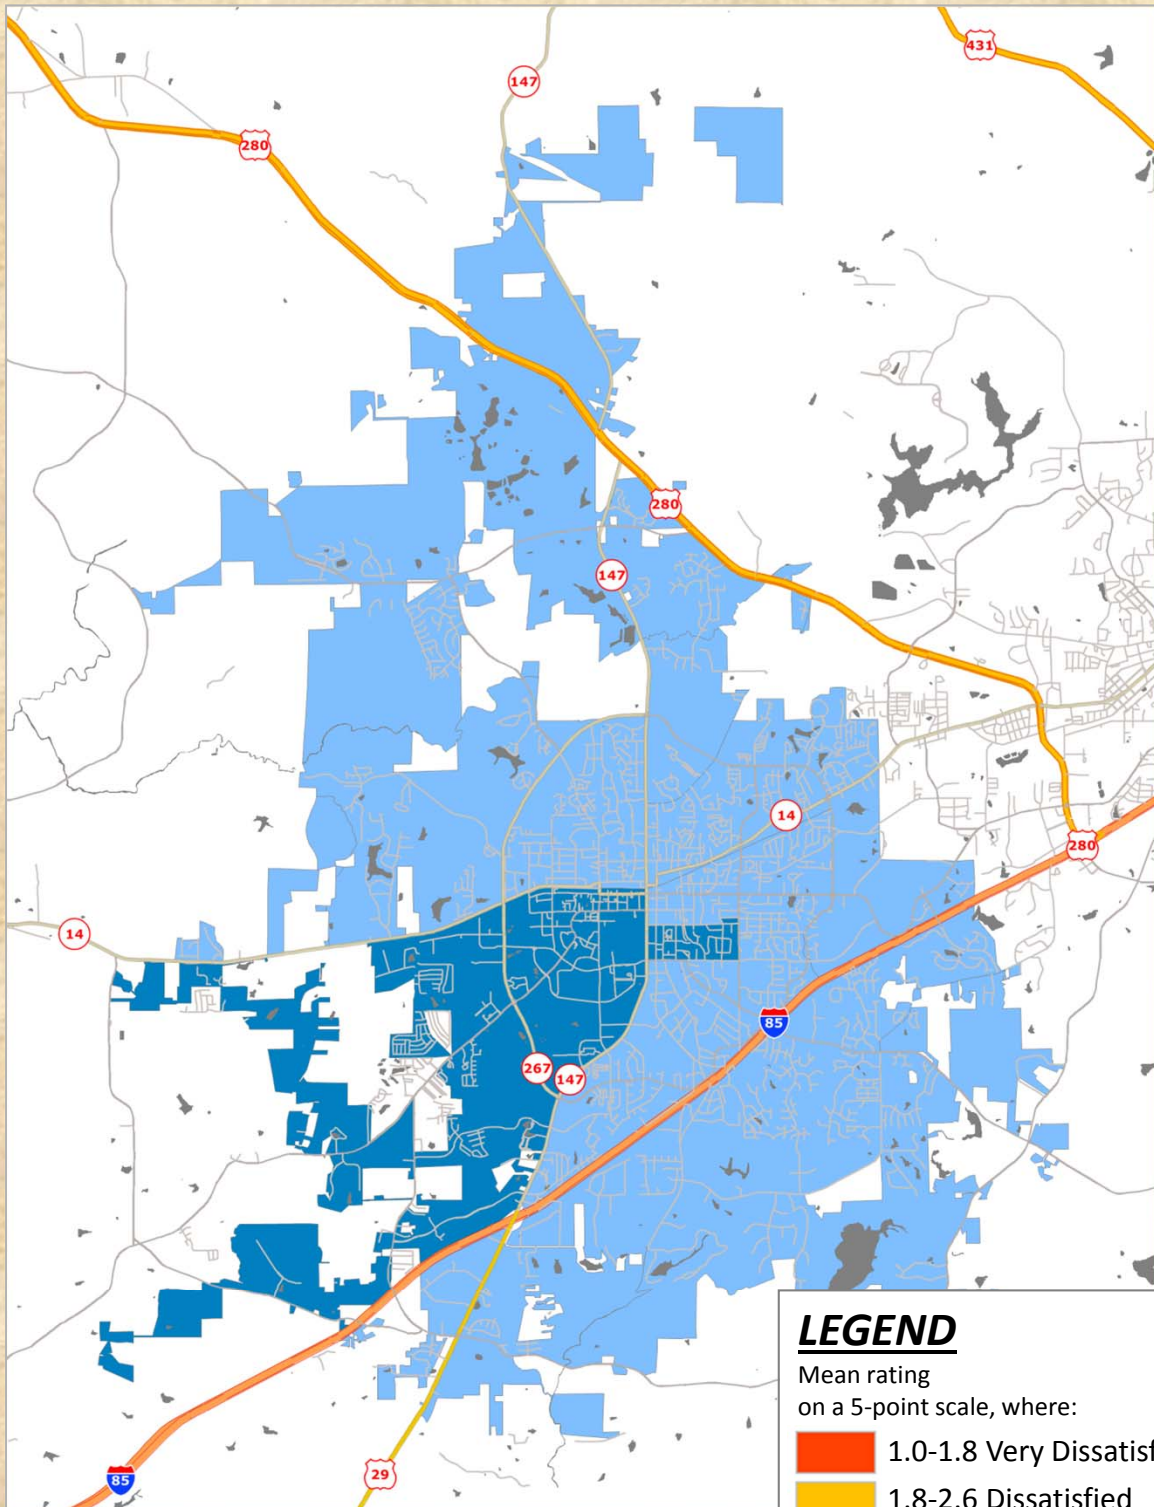 431
147
280
280
147
14
280
14
85
267
147
29
85
LEGEND
Mean rating
on a 5-point scale, where:
1.0-1.8 Very Dissatisf
1.8-2.6 Dissatisfied